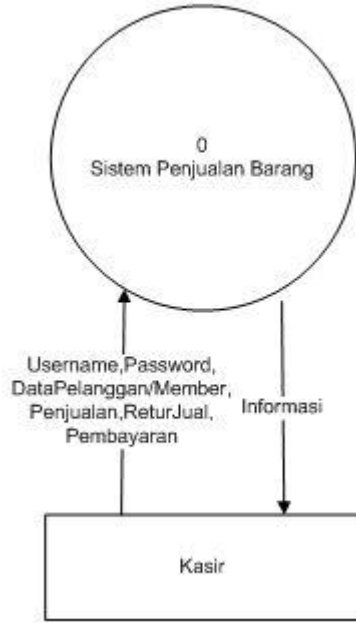 0
Sistem Penjualan Barang
Username,Password,
DataPelanggan/Member,
Penjualan,ReturJual,
Pembayaran
Informasi
Kasir